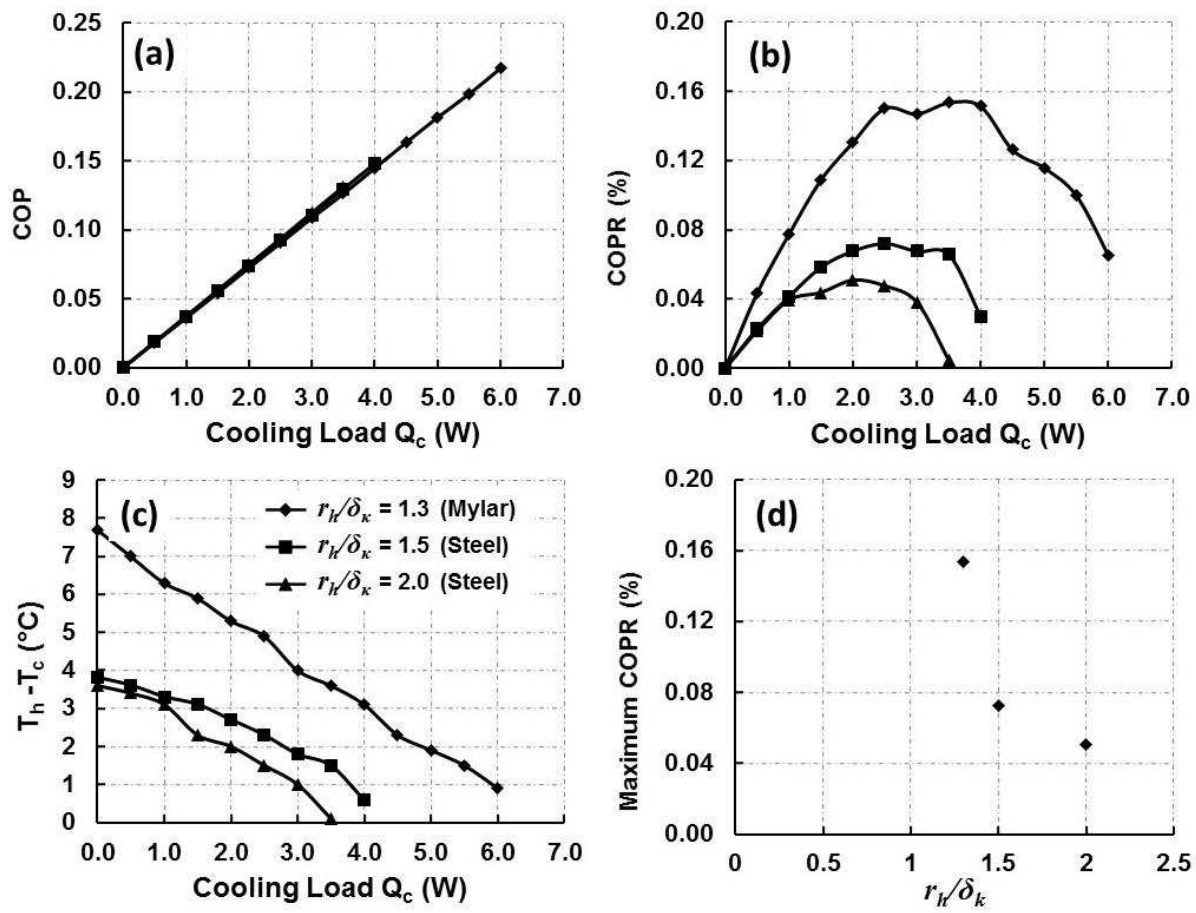 (a)
COP
0.25
0.20
0.15
0.10
0.05
0.00
0.0 1.0 2.0 3.0 4.0 5.0 6.0 7.0
Cooling Load Q_c (W)
(b)
COPR (%)
0.20
0.16
0.12
0.08
0.04
0.00
0.0 1.0 2.0 3.0 4.0 5.0 6.0 7.0
Cooling Load Q_c (W)
(c)
T_h -T_c (°C)
9
8
7
6
5
4
3
2
1
0
r_h/δ_κ = 1.3 (Mylar)
r_h/δ_κ = 1.5 (Steel)
r_h/δ_κ = 2.0 (Steel)
0.0 1.0 2.0 3.0 4.0 5.0 6.0 7.0
Cooling Load Q_c (W)
(d)
Maximum COPR (%)
0.20
0.16
0.12
0.08
0.04
0.00
0 0.5 1 1.5 2 2.5
r_h/δ_k